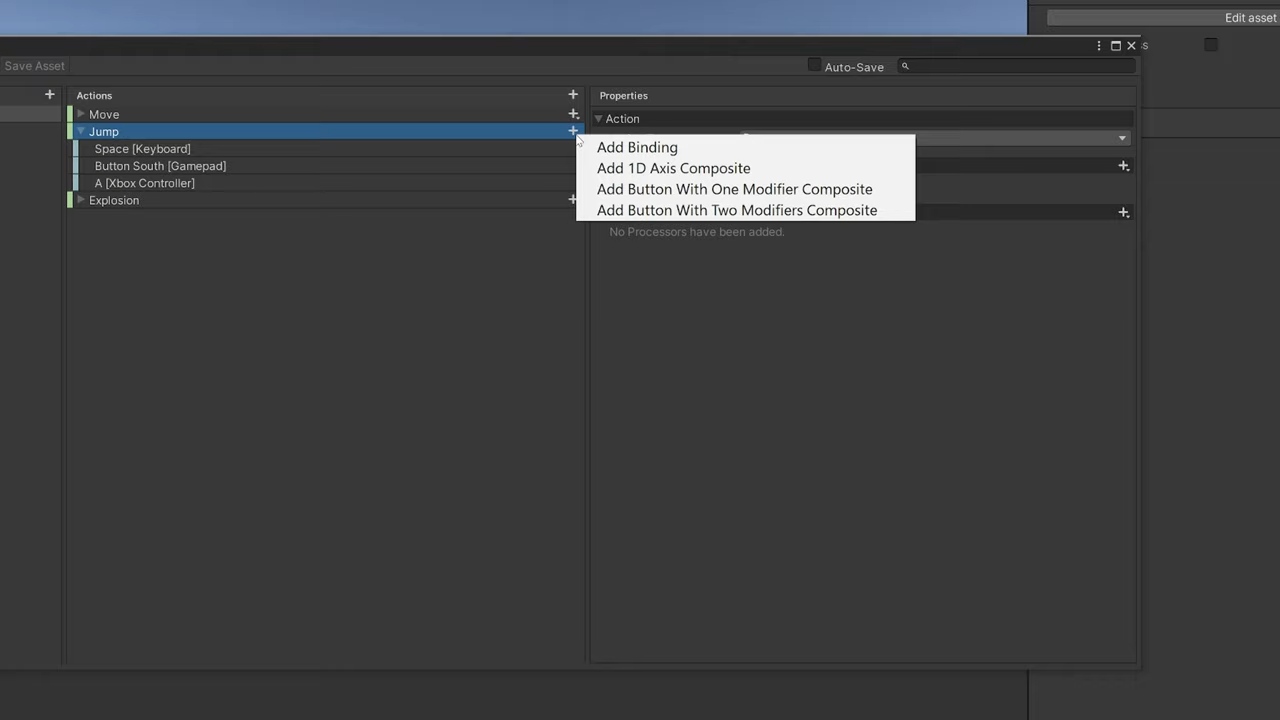 Edit asset
s
Save Asset
Auto-Save
Actions
Properties
Move
Action
Jump
Space [Keyboard]
Button South [Gamepad]
A [Xbox Controller]
Explosion
Add Binding
Add 1D Axis Composite
Add Button With One Modifier Composite
Add Button With Two Modifiers Composite
No Processors have been added.